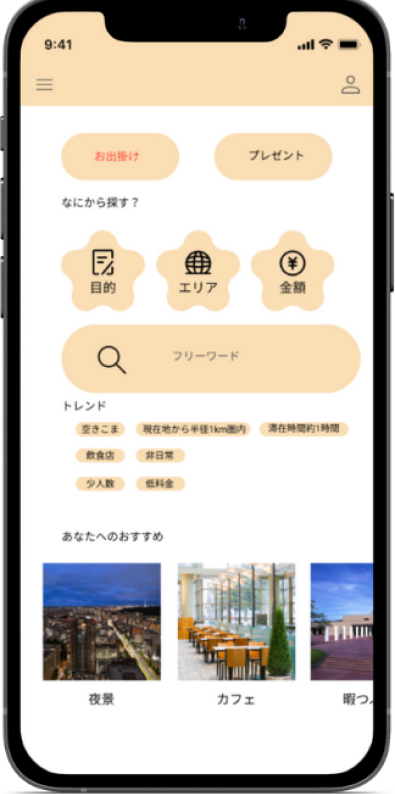 9:41
お出掛け プレゼント
なにから探す？
目的 エリア 金額
フリーワード
トレンド
空きこま 現在地から半径1km圏内 滞在時間約1時間
飲食店 非日常
少人数 低料金
あなたへのおすすめ
夜景 カフェ 暇つ